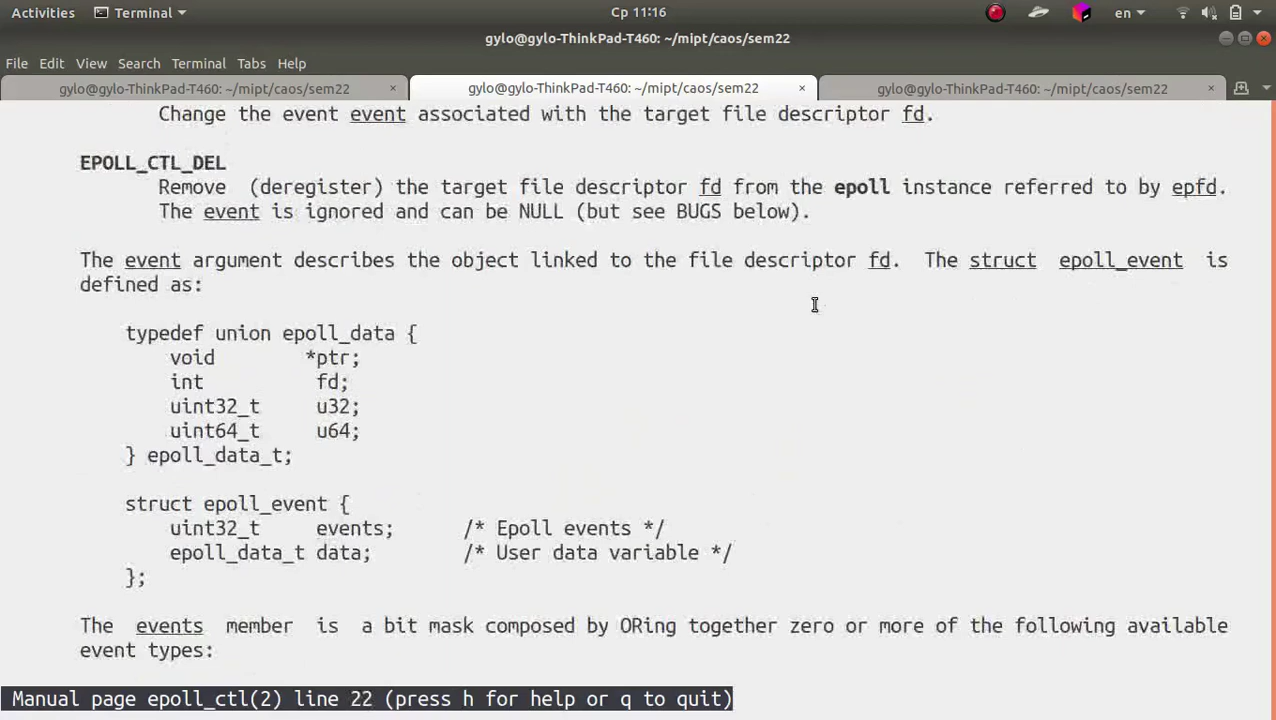 Activities Terminal Ср 11:16 en
gylo@gylo-ThinkPad-T460: ~/mipt/caos/sem22
File Edit View Search Terminal Tabs Help
gylo@gylo-ThinkPad-T460: ~/mipt/caos/sem22 × gylo@gylo-ThinkPad-T460: ~/mipt/caos/sem22 × gylo@gylo-ThinkPad-T460: ~/mipt/caos/sem22 ×
Change the event event associated with the target file descriptor fd.
EPOLL_CTL_DEL
Remove (deregister) the target file descriptor fd from the epoll instance referred to by epfd.
The event is ignored and can be NULL (but see BUGS below).
The event argument describes the object linked to the file descriptor fd. The struct epoll_event is
defined as:
typedef union epoll_data {
void *ptr;
int fd;
uint32_t u32;
uint64_t u64;
} epoll_data_t;
struct epoll_event {
uint32_t events; /* Epoll events */
epoll_data_t data; /* User data variable */
};
The events member is a bit mask composed by ORing together zero or more of the following available
event types:
Manual page epoll_ctl(2) line 22 (press h for help or q to quit)